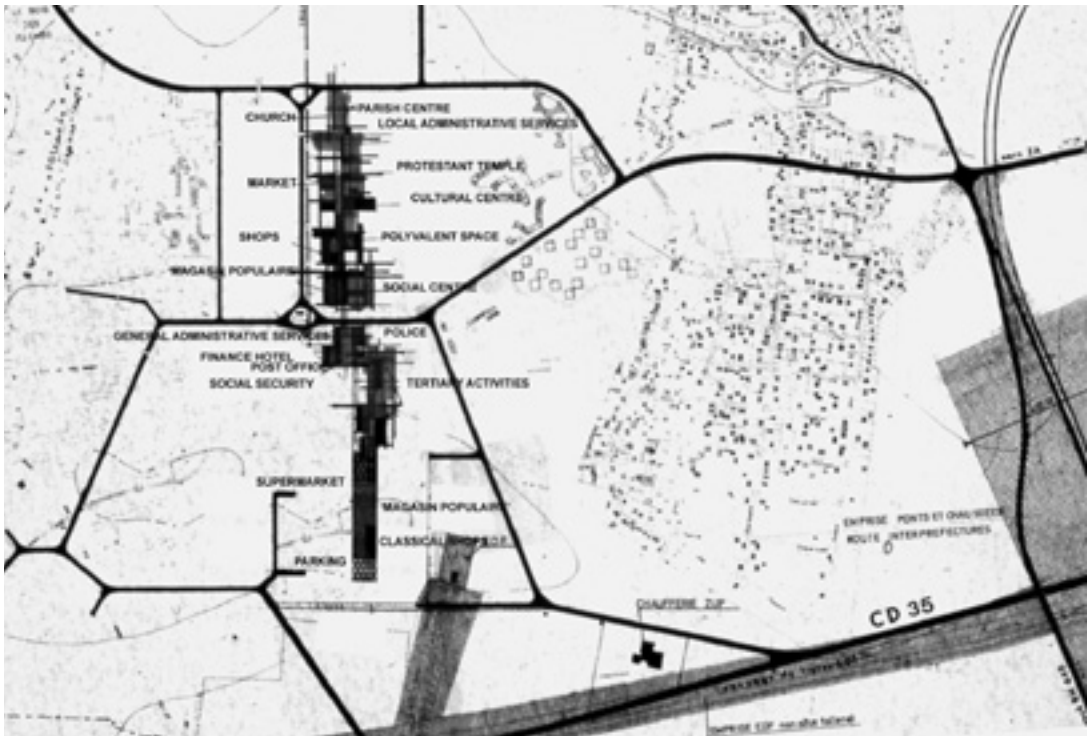 CHURCH
PARISH CENTRE
LOCAL ADMINISTRATIVE SERVICES
PROTESTANT TEMPLE
MARKET
CULTURAL CENTRE
SHOPS
POLYVALENT SPACE
MAGASIN POPULAIRE
SOCIAL CENTRE
GENERAL ADMINISTRATIVE SERVICES
POLICE
FINANCE HOTEL
POST OFFICE
SOCIAL SECURITY
TERTIARY ACTIVITIES
SUPERMARKET
MAGASIN POPULAIRE
CLASSICAL SHOPS
PARKING
EMPRISE PONTS ET CHAUSSEES
ROUTE INTERPREFECTURES
CHAUFFERIE ZUP
CD 35
EMPRISE EDF